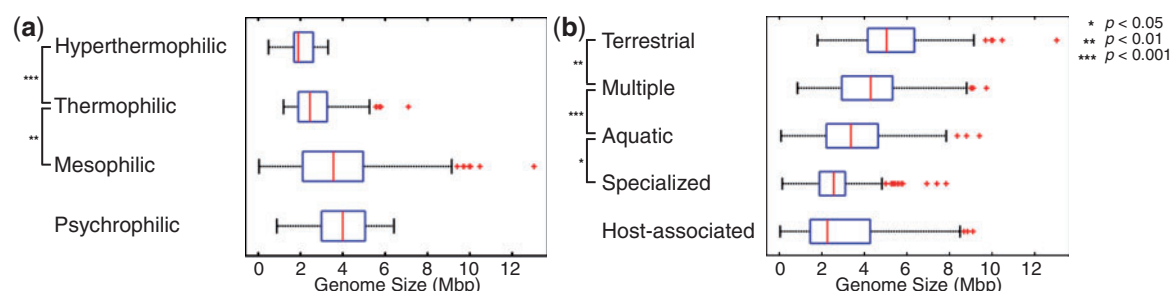 (a)
Hyperthermophilic
***
Thermophilic
**
Mesophilic
Psychrophilic
0 2 4 6 8 10 12
Genome Size (Mbp)
(b)
Terrestrial
**
Multiple
***
Aquatic
*
Specialized
Host-associated
0 2 4 6 8 10 12
Genome Size (Mbp)
* p < 0.05
** p < 0.01
*** p < 0.001